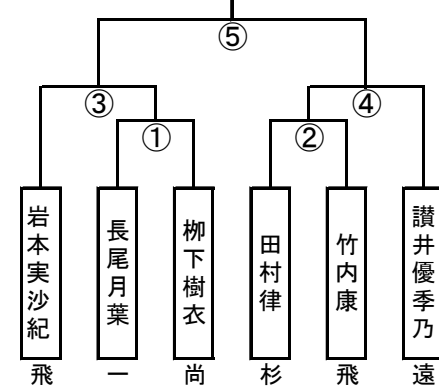 ⑤
③
④
①
②
岩本実沙紀
長尾月葉
栁下樹衣
田村律
竹内康
讃井優季乃
飛
一
尚
杉
飛
遠